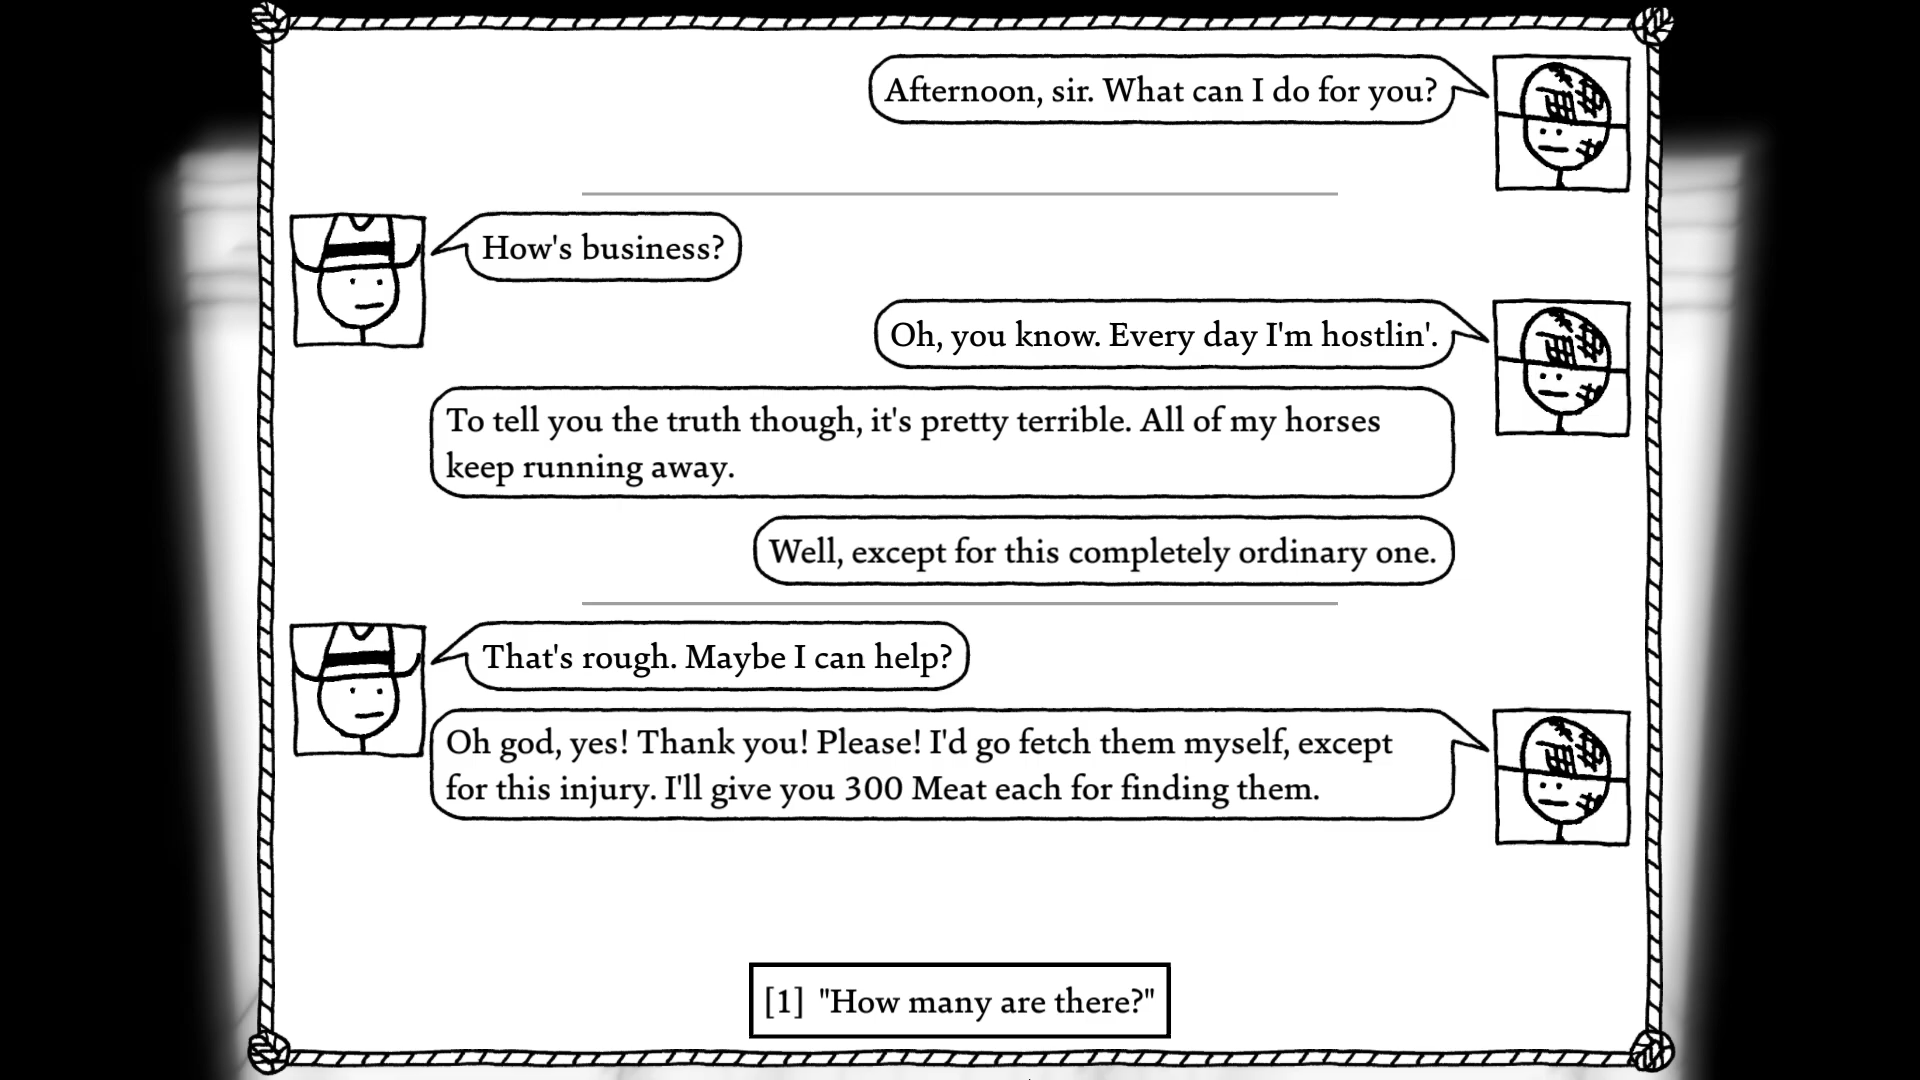 Afternoon, sir. What can I do for you?
How's business?
Oh, you know. Every day I'm hostlin'.
To tell you the truth though, it's pretty terrible. All of my horses
keep running away.
Well, except for this completely ordinary one.
That's rough. Maybe I can help?
Oh god, yes! Thank you! Please! I'd go fetch them myself, except
for this injury. I'll give you 300 Meat each for finding them.
[1] "How many are there?"